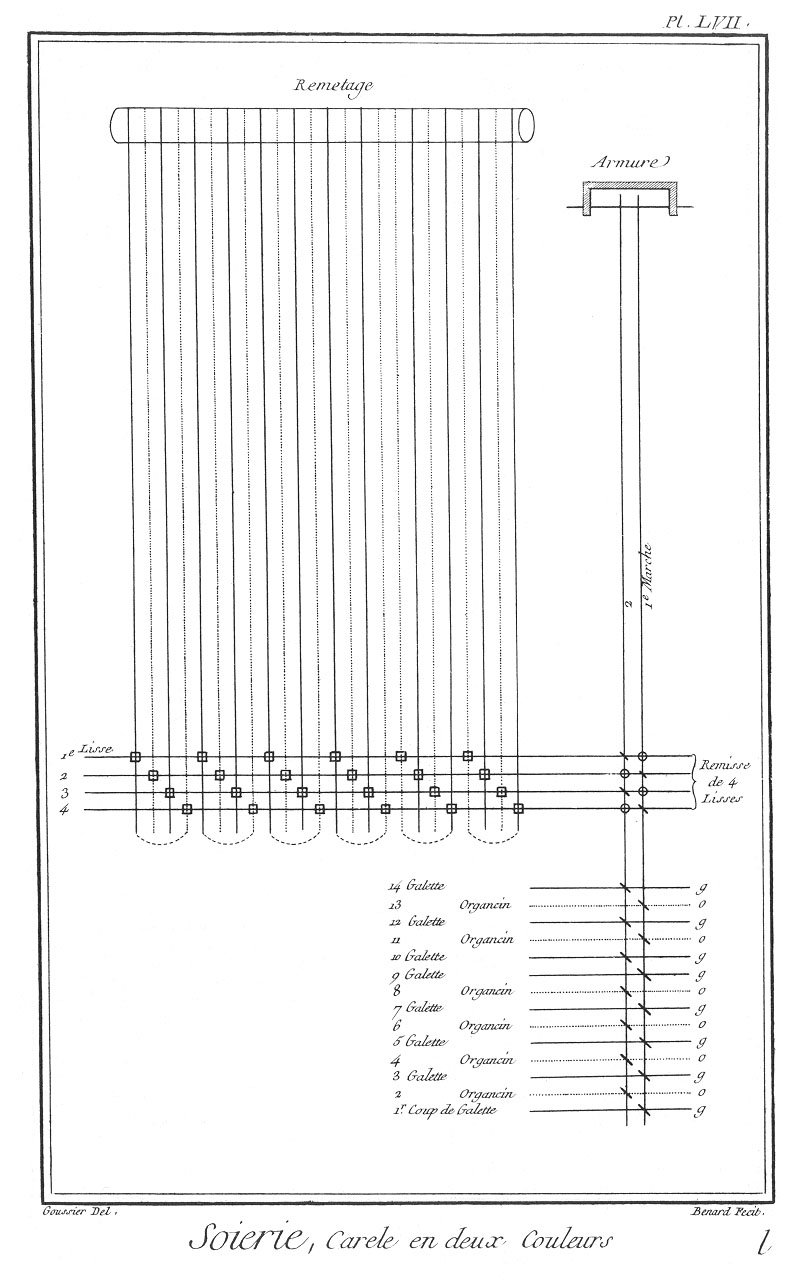 Pl. LVII.
Remetage
Armure
2
1e Marche
1e Lisse
2
3
4
Remisse
de 4
Lisses
14 Galette g
13 Organcin o
12 Galette g
11 Organcin o
10 Galette g
9 Galette g
8 Organcin o
7 Galette g
6 Organcin o
5 Galette g
4 Organcin o
3 Galette g
2 Organcin o
1r. Coup de Galette g
Goussier Del.
Benard Fecit.
Soierie, Carele en deux Couleurs
l